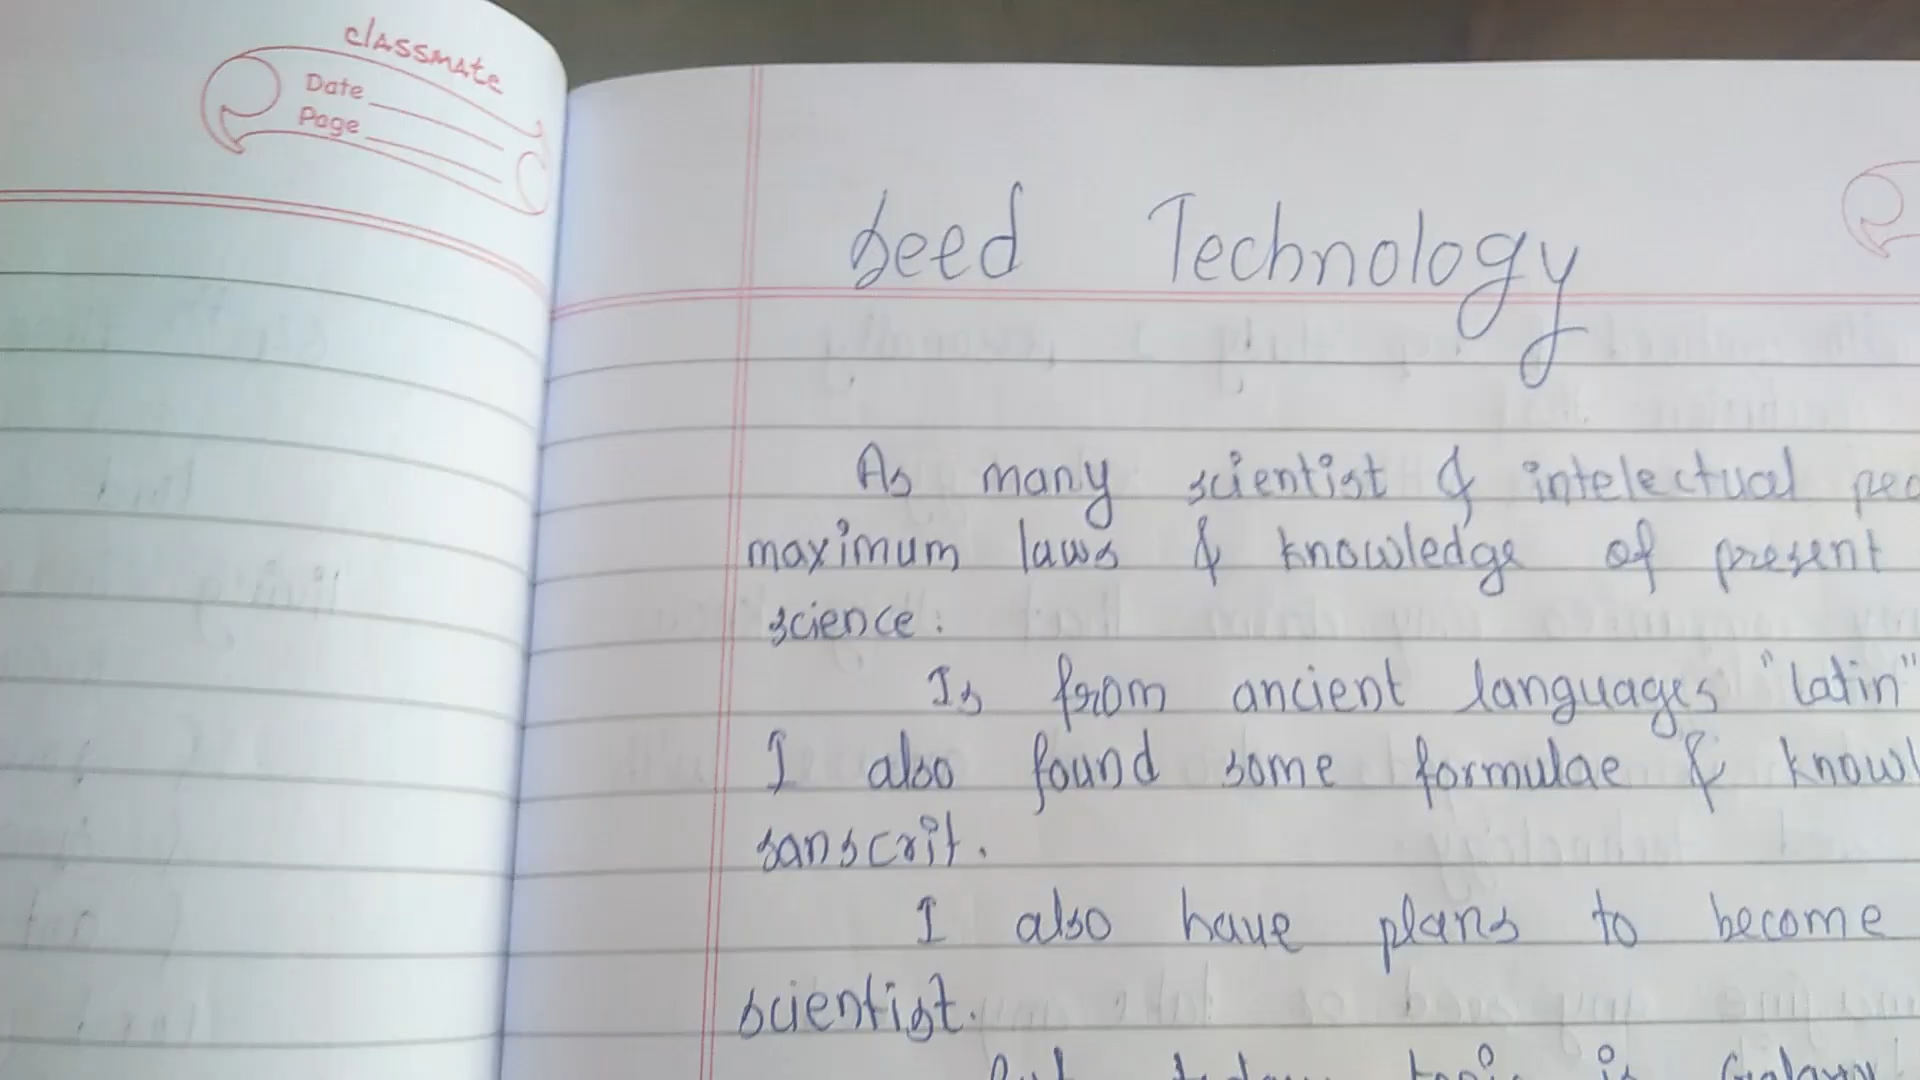 classmate
Date
Page
Seed Technology
As many scientist & intelectual
maximum laws & knowledge of present
science:
Is from ancient languages "latin"
I also found some formulae &
sanscrit.
I also have plans to become
scientist.